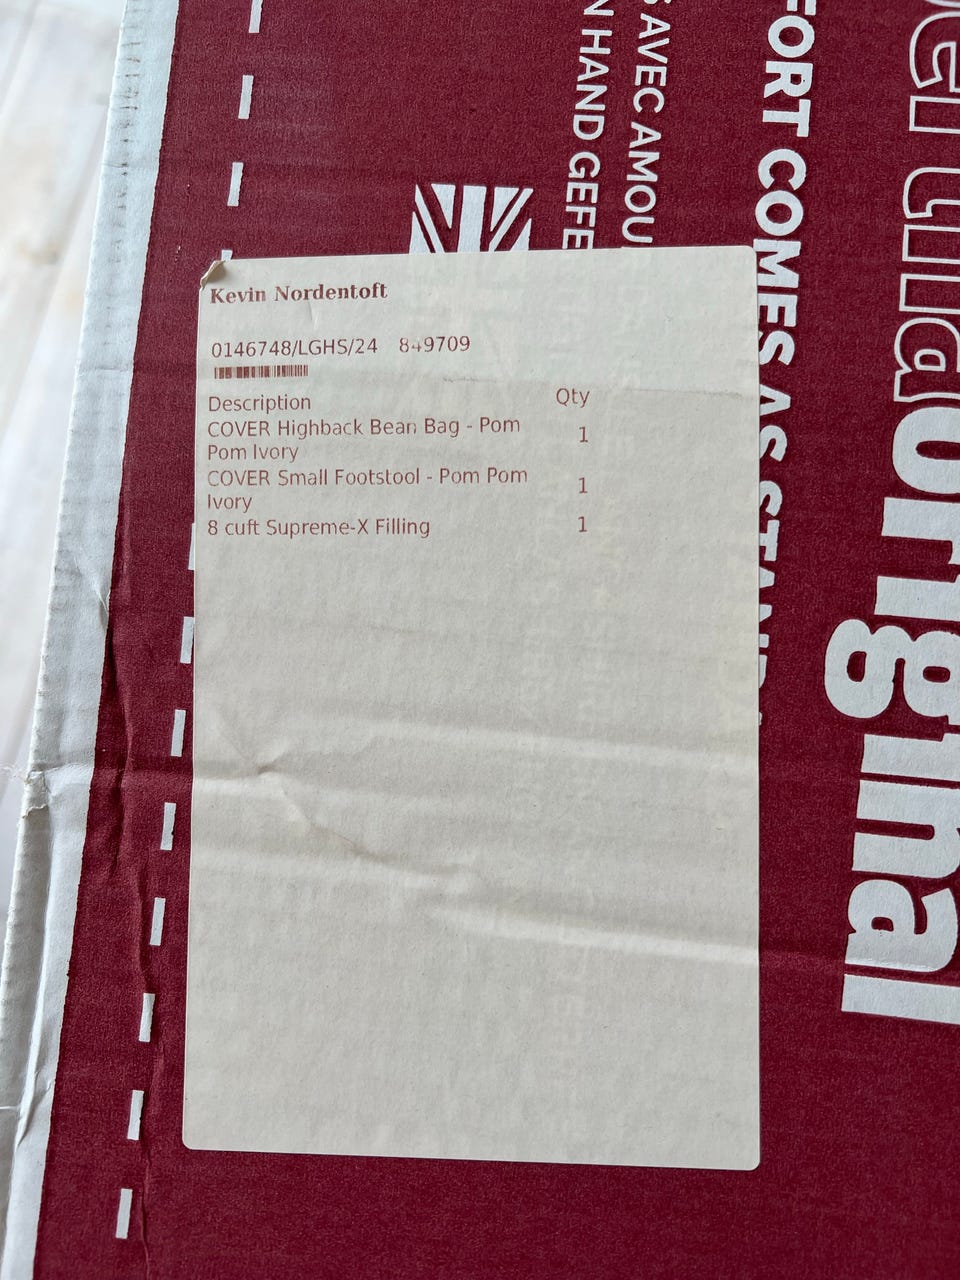 Kevin Nordentoft
0146748/LGHS/24 849709
Description Qty
COVER Highback Bean Bag - Pom 1
Pom Ivory
COVER Small Footstool - Pom Pom 1
Ivory
8 cuft Supreme-X Filling 1
AVEC AMOU
N HAND GEFE
FORT COMES AS STAND
original